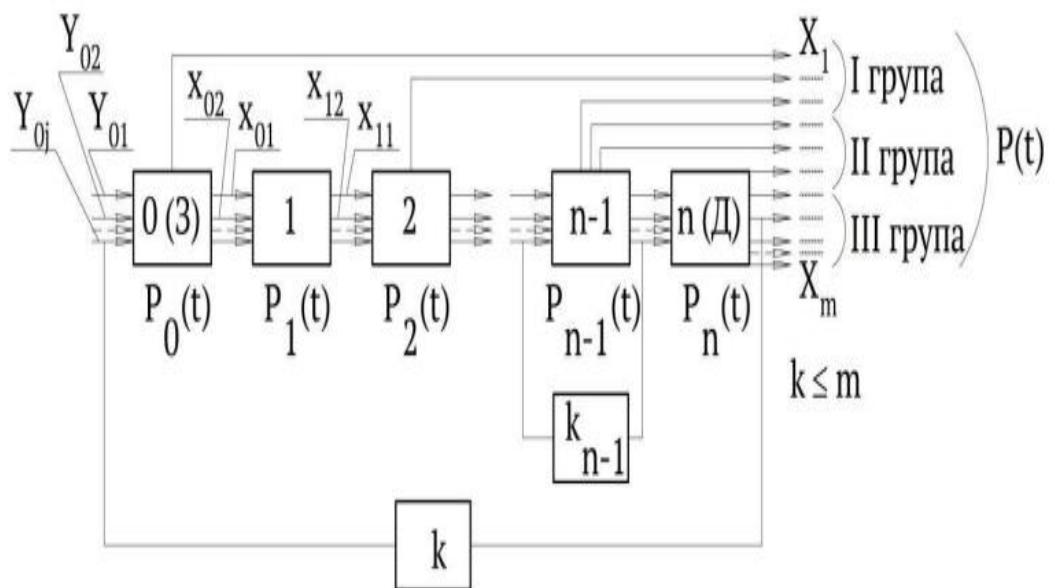 Y02
Y0j Y01 x02 x01 x12 x11
X1
I група
II група
III група
P(t)
0 (З) 1 2 n-1 n (Д)
Xm
P0(t) P1(t) P2(t) Pn-1(t) Pn(t)
k ≤ m
kn-1
k